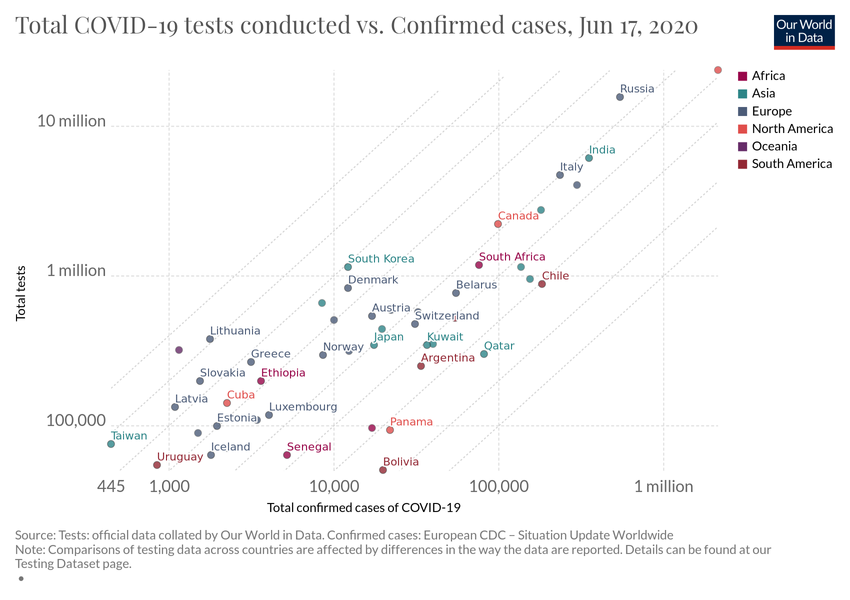 Total COVID-19 tests conducted vs. Confirmed cases, Jun 17, 2020
Our World
in Data
Africa
Asia
Europe
North America
Oceania
South America
Total tests
10 million
1 million
100,000
Russia
India
Italy
Canada
South Korea
South Africa
Chile
Denmark
Belarus
Austria
Switzerland
Lithuania
Japan
Kuwait
Qatar
Norway
Greece
Argentina
Slovakia
Ethiopia
Cuba
Latvia
Luxembourg
Estonia
Panama
Taiwan
Iceland
Senegal
Uruguay
Bolivia
445
1,000
10,000
100,000
1 million
Total confirmed cases of COVID-19
Source: Tests: official data collated by Our World in Data. Confirmed cases: European CDC – Situation Update Worldwide
Note: Comparisons of testing data across countries are affected by differences in the way the data are reported. Details can be found at our
Testing Dataset page.